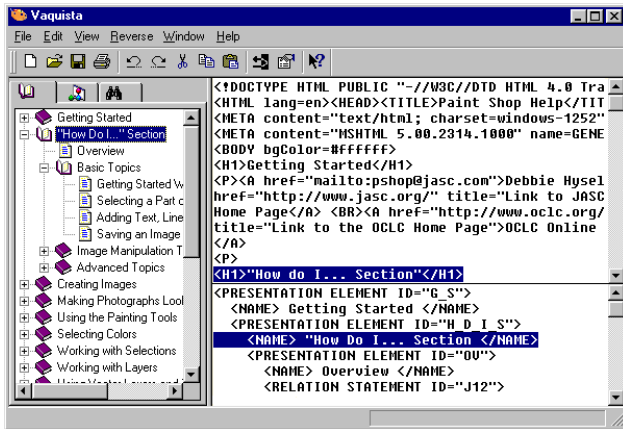 Vaquista
File Edit View Reverse Window Help
Getting Started
"How Do I..." Section
Overview
Basic Topics
Getting Started W
Selecting a Part o
Adding Text, Line
Saving an Image
Image Manipulation T
Advanced Topics
Creating Images
Making Photographs Lool
Using the Painting Tools
Selecting Colors
Working with Selections
Working with Layers
<!DOCTYPE HTML PUBLIC "-//W3C//DTD HTML 4.0 Tra
<HTML lang=en><HEAD><TITLE>Paint Shop Help</TIT
<META content="text/html; charset=windows-1252"
<META content="MSHTML 5.00.2314.1000" name=GENE
<BODY bgColor=#ffffff>
<H1>Getting Started</H1>
<P><A href="mailto:pshop@jasc.com">Debbie Hysel
href="http://www.jasc.org/" title="Link to JASC
Home Page</A> <BR><A href="http://www.oclc.org/
title="Link to the OCLC Home Page">OCLC Online
</A>
<P>
<H1>"How do I... Section"</H1>
<PRESENTATION ELEMENT ID="G_S">
<NAME> Getting Started </NAME>
<PRESENTATION ELEMENT ID="H_D_I_S">
<NAME> "How Do I... Section </NAME>
<PRESENTATION ELEMENT ID="OV">
<NAME> Overview </NAME>
<RELATION STATEMENT ID="J12">